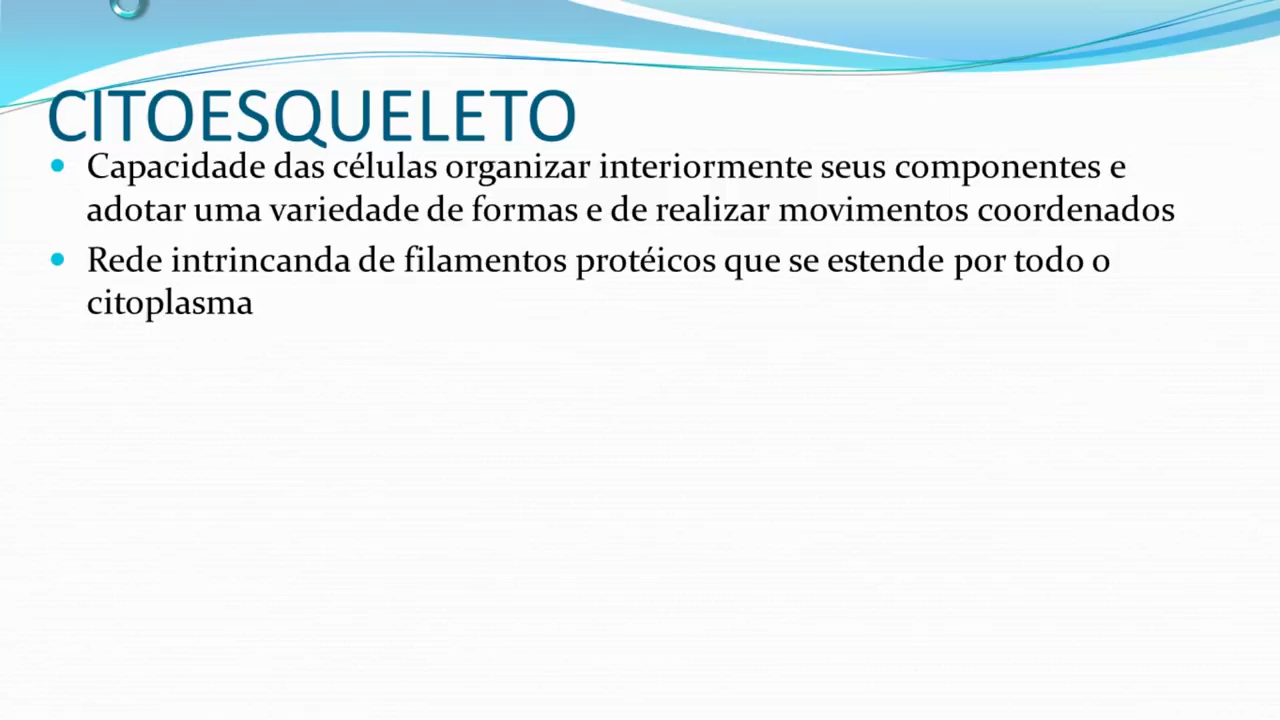 CITOESQUELETO
• Capacidade das células organizar interiormente seus componentes e
adotar uma variedade de formas e de realizar movimentos coordenados
• Rede intrincanda de filamentos protéicos que se estende por todo o
citoplasma